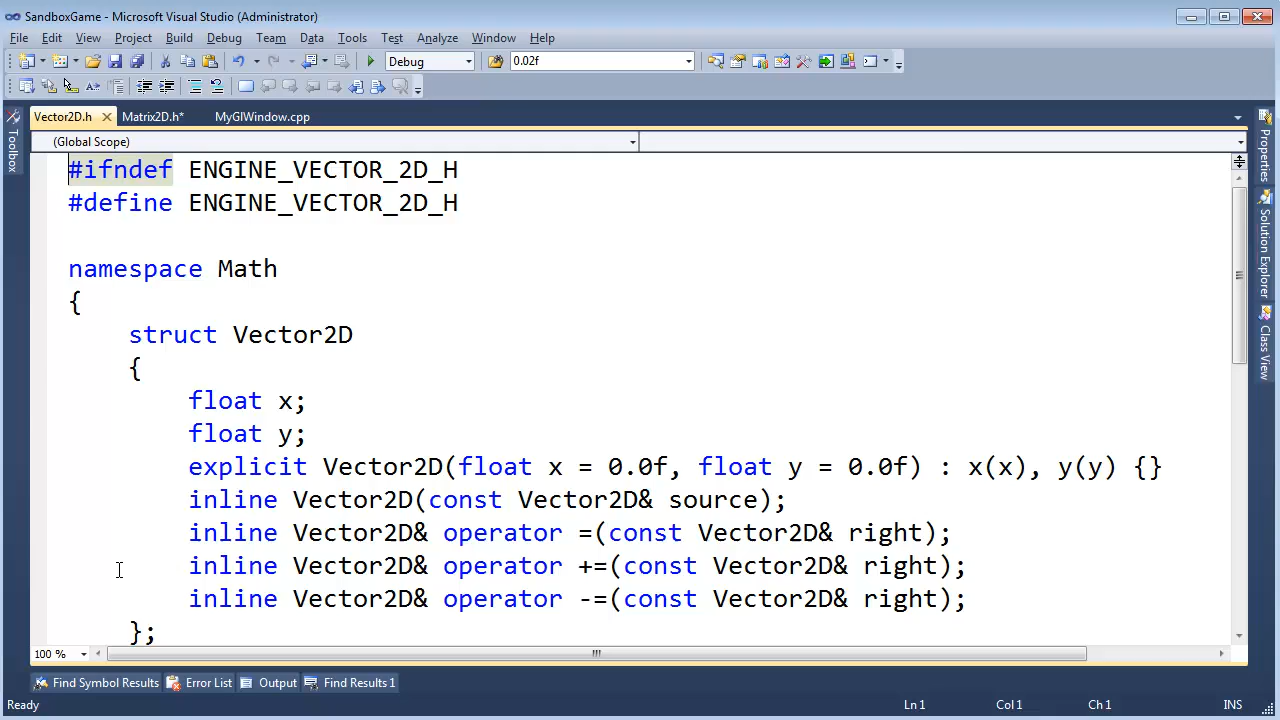 SandboxGame - Microsoft Visual Studio (Administrator)
File Edit View Project Build Debug Team Data Tools Test Analyze Window Help
Debug 0.02f
Vector2D.h Matrix2D.h* MyGlWindow.cpp
(Global Scope)
#ifndef ENGINE_VECTOR_2D_H
#define ENGINE_VECTOR_2D_H
namespace Math
{
struct Vector2D
{
float x;
float y;
explicit Vector2D(float x = 0.0f, float y = 0.0f) : x(x), y(y) {}
inline Vector2D(const Vector2D& source);
inline Vector2D& operator =(const Vector2D& right);
inline Vector2D& operator +=(const Vector2D& right);
inline Vector2D& operator -=(const Vector2D& right);
};
100 %
Find Symbol Results Error List Output Find Results 1
Ready Ln 1 Col 1 Ch 1 INS
Toolbox
Properties
Solution Explorer
Class View